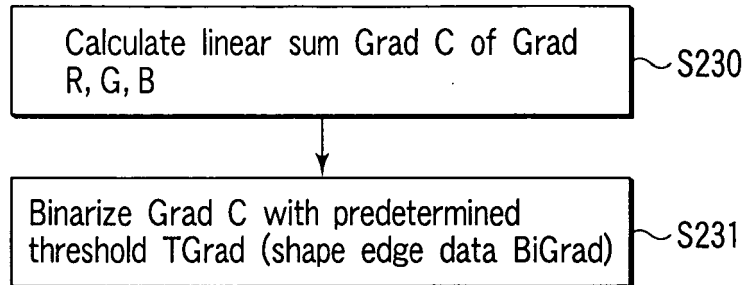 Calculate linear sum Grad C of Grad
R, G, B
S230
Binarize Grad C with predetermined
threshold TGrad (shape edge data BiGrad)
S231